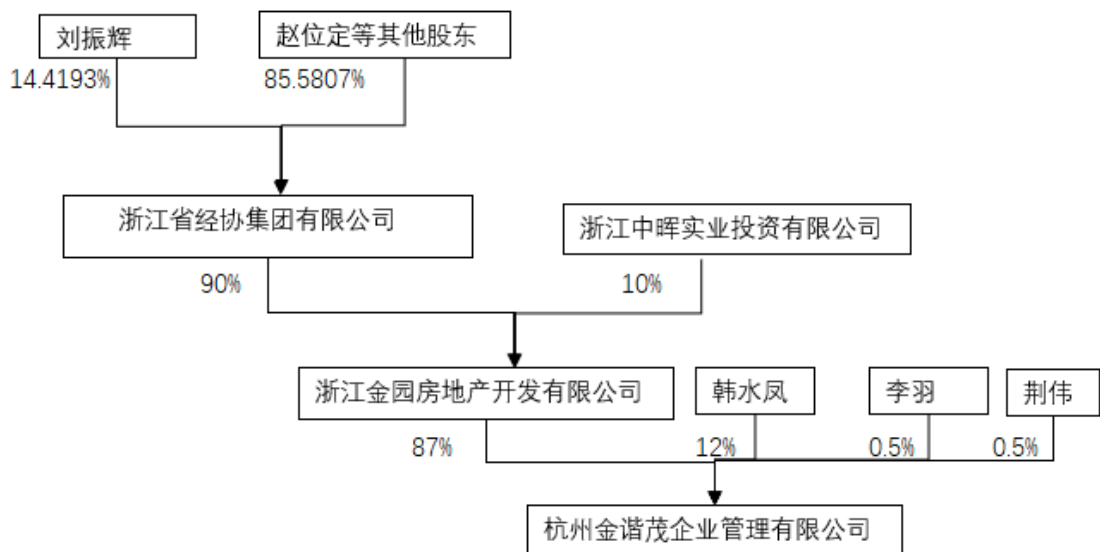 刘振辉
赵位定等其他股东
14.4193%
85.5807%
浙江省经协集团有限公司
浙江中晖实业投资有限公司
90%
10%
浙江金园房地产开发有限公司
韩水凤
李羽
荆伟
87%
12%
0.5%
0.5%
杭州金谐茂企业管理有限公司